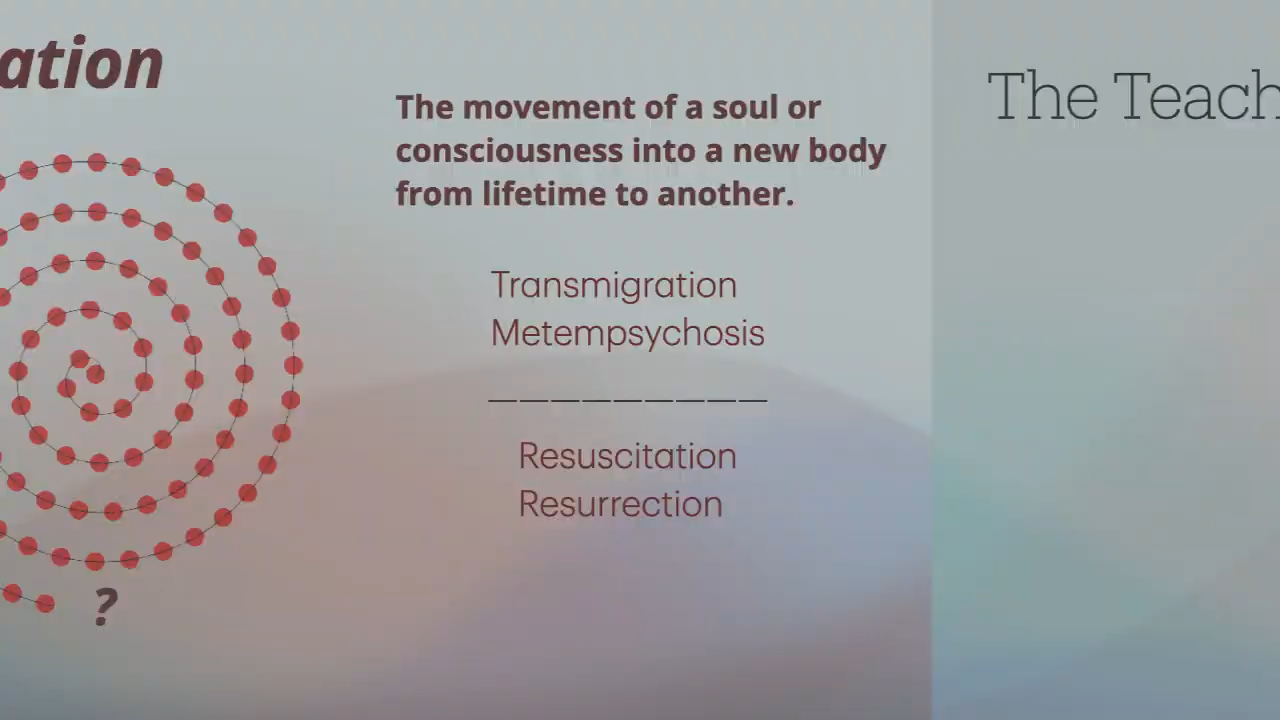 ation
The movement of a soul or
consciousness into a new body
from lifetime to another.
Transmigration
Metempsychosis
Resuscitation
Resurrection
?
The Teach